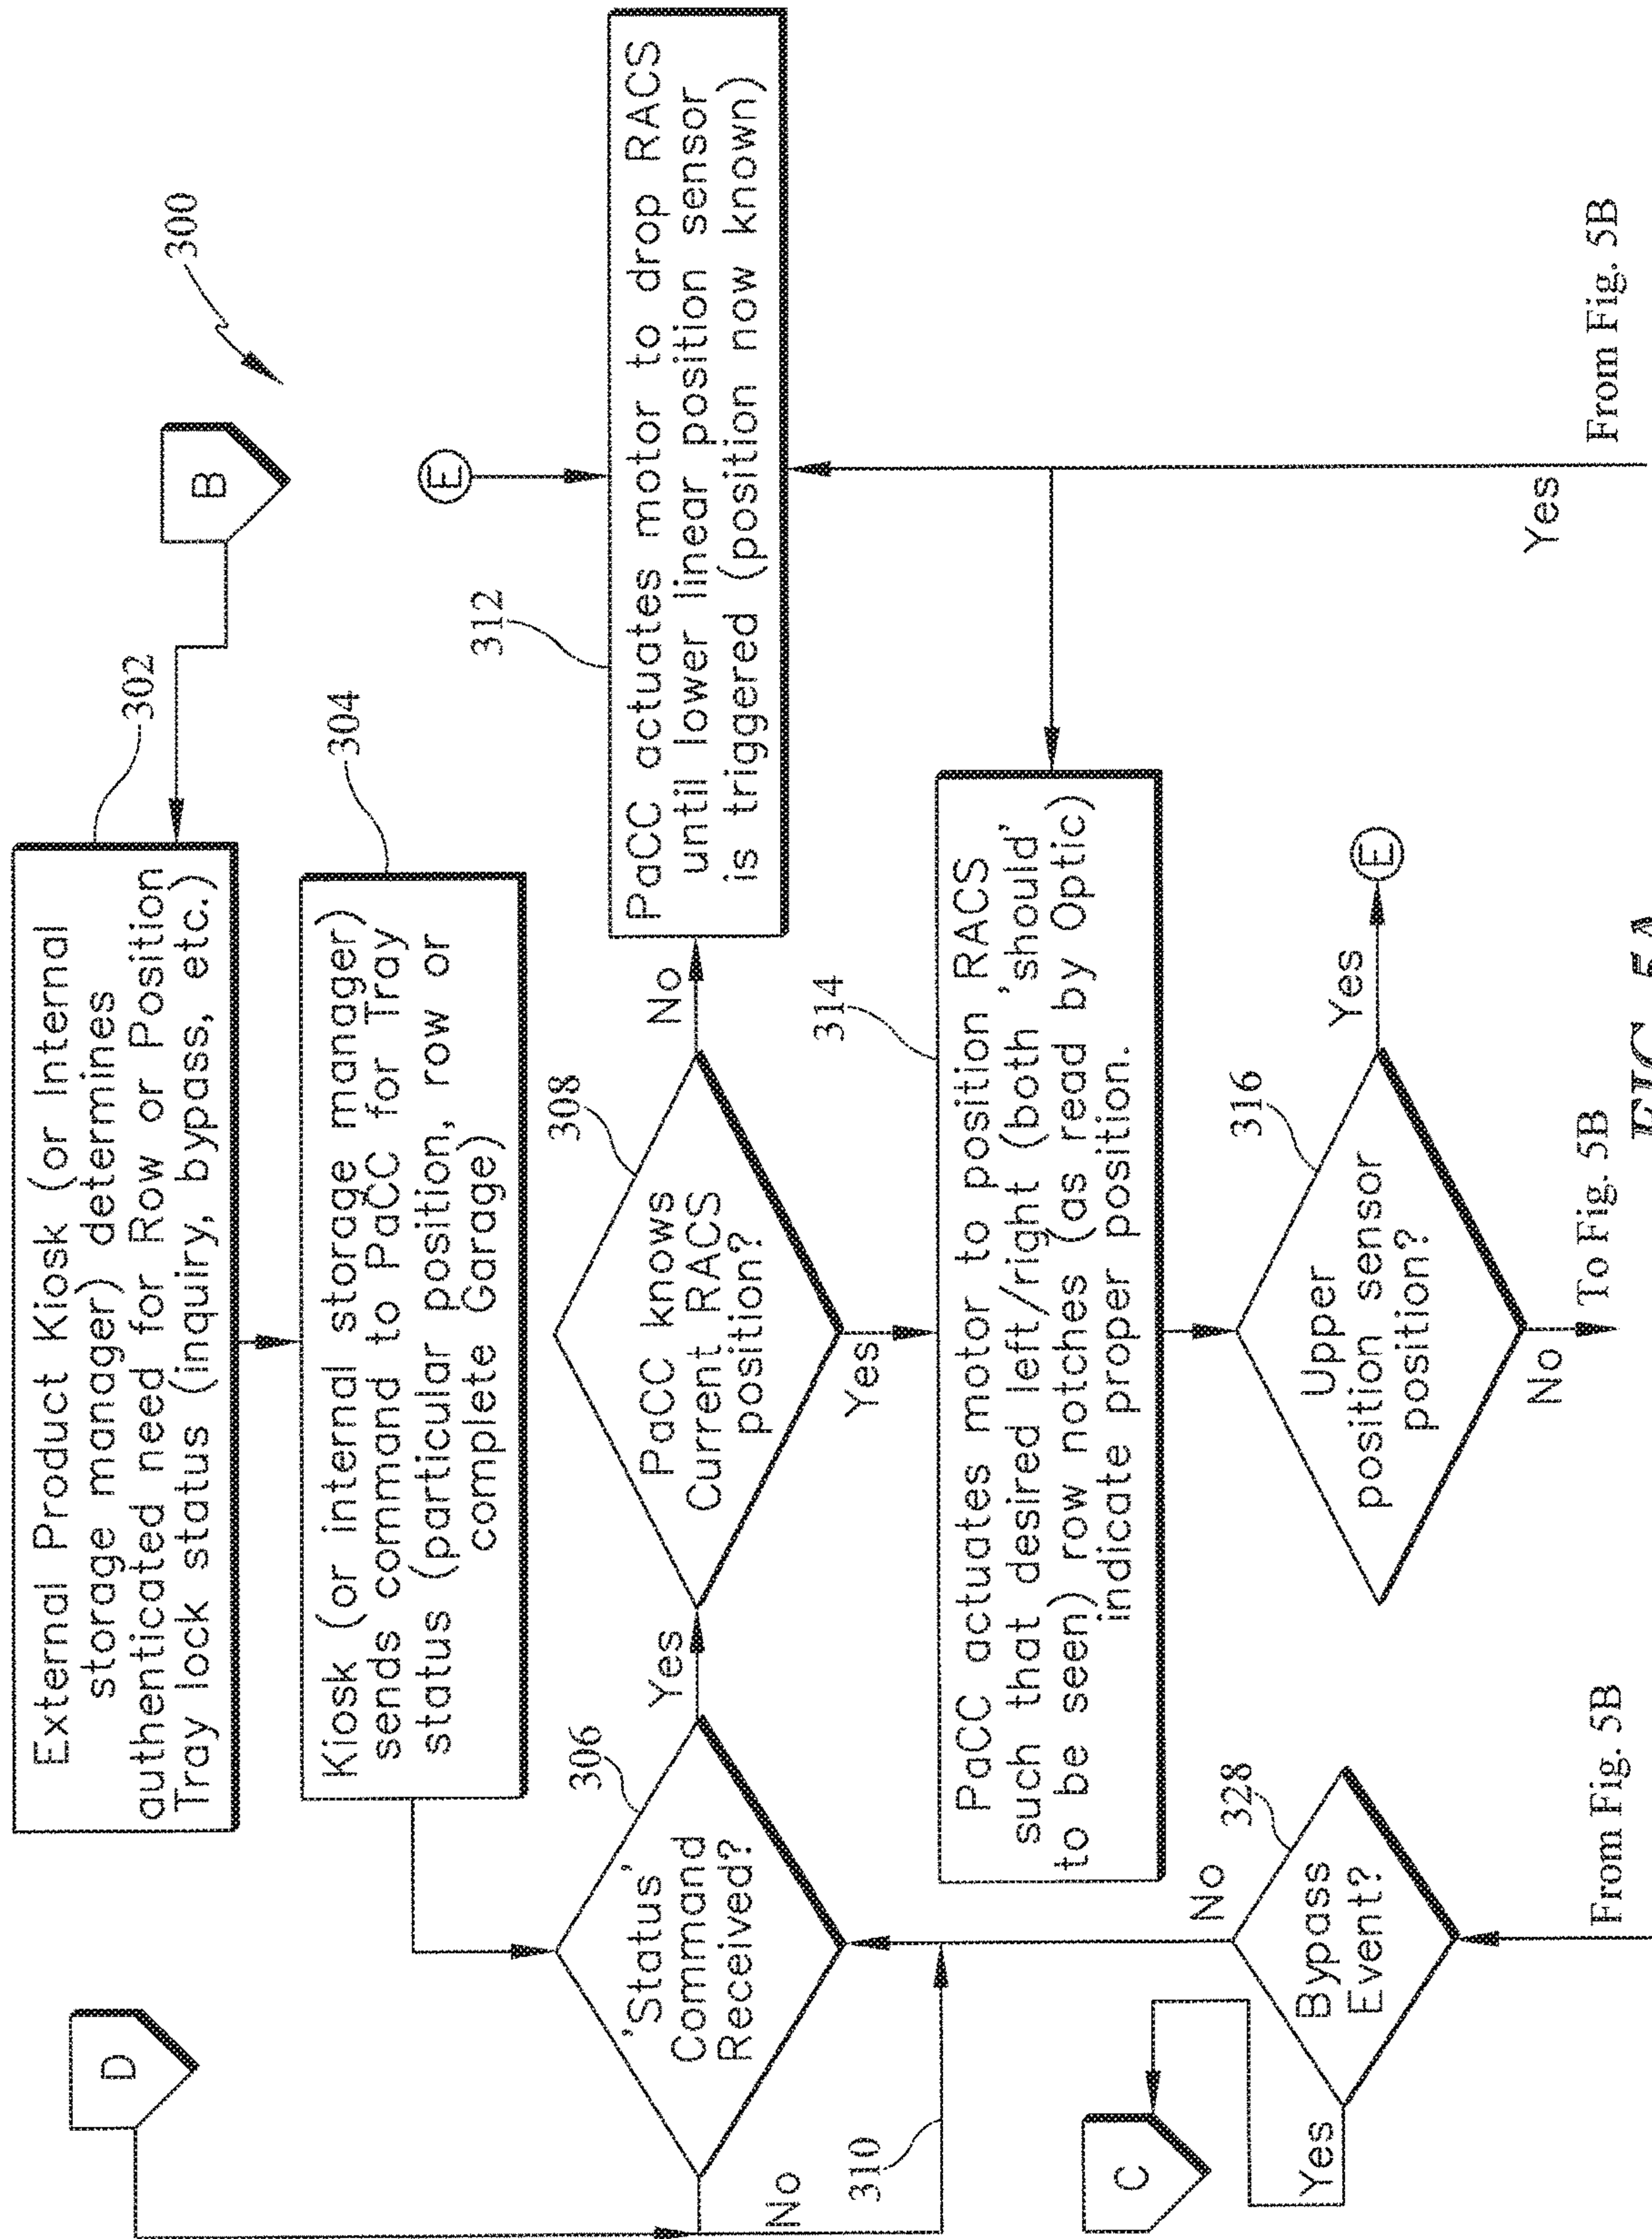 300
B
302
External Product Kiosk (or Internal
storage manager) determines
authenticated need for Row or Position
Tray lock status (inquiry, bypass, etc.)
304
Kiosk (or internal storage manager)
sends command to PaCC for Tray
status (particular position, row or
complete Garage)
D
306
'Status'
Command
Received?
Yes
No
310
308
PaCC knows
Current RACS
position?
No
Yes
E
312
PaCC actuates motor to drop RACS
until lower linear position sensor
is triggered (position now known)
314
PaCC actuates motor to position RACS
such that desired left/right (both 'should'
to be seen) row notches (as read by Optic)
indicate proper position.
316
Upper
position sensor
position?
Yes
E
No
328
Bypass
Event?
No
Yes
C
From Fig. 5B
To Fig. 5B
Yes
From Fig. 5B
FIG. 5A